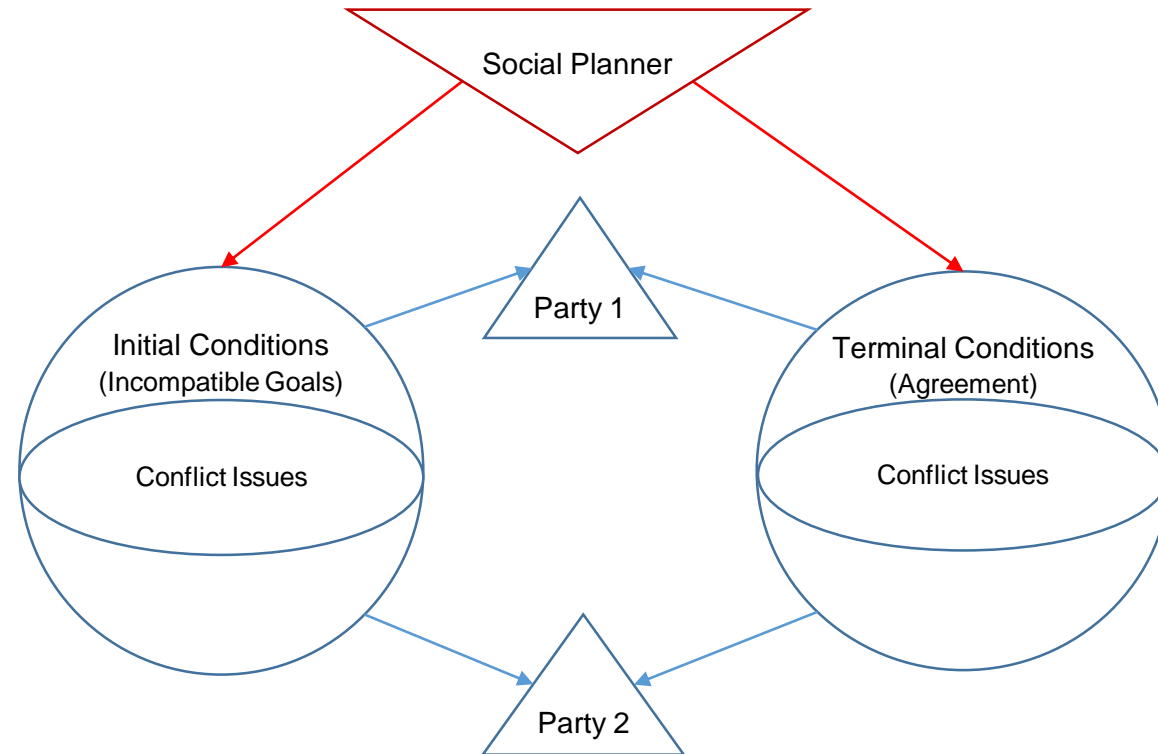 Social Planner
Party 1
Initial Conditions
(Incompatible Goals)
Conflict Issues
Terminal Conditions
(Agreement)
Conflict Issues
Party 2